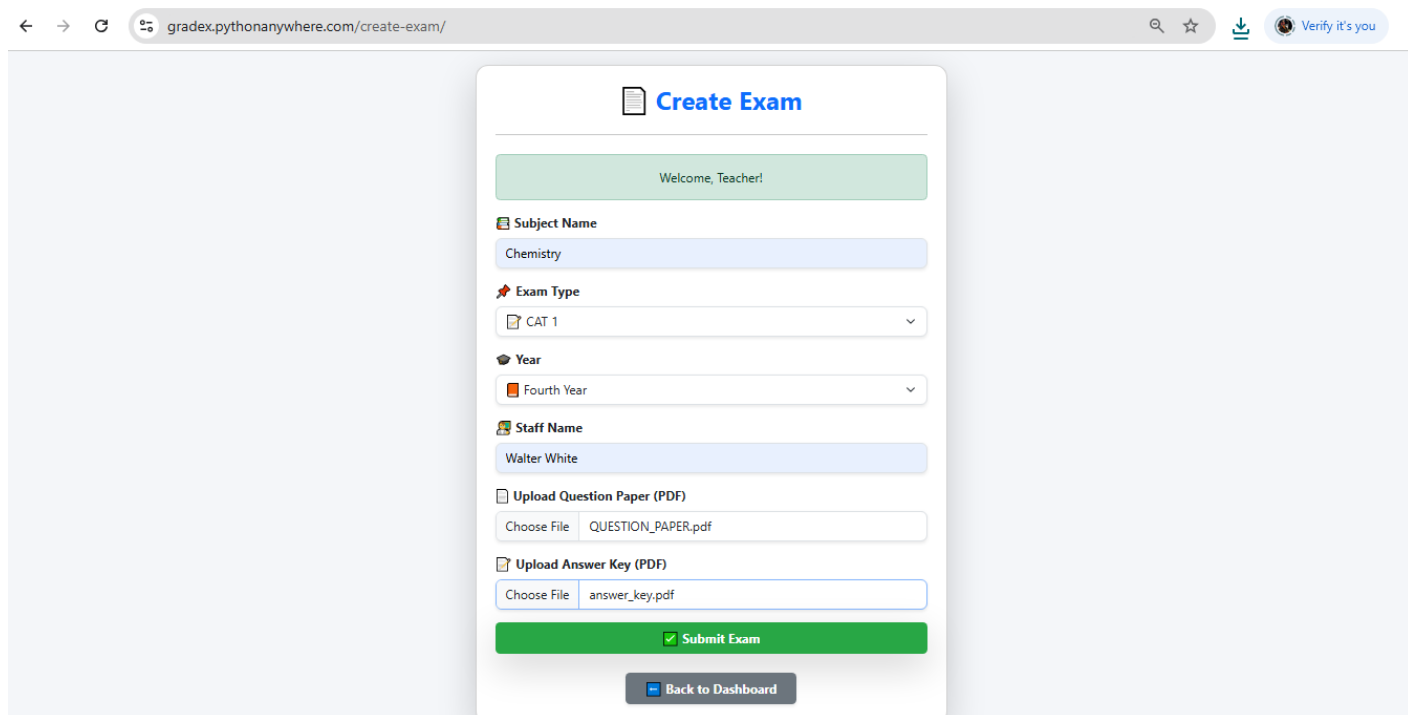 gradex.pythonanywhere.com/create-exam/
Verify it's you
Create Exam
Welcome, Teacher!
Subject Name
Chemistry
Exam Type
CAT 1
Year
Fourth Year
Staff Name
Walter White
Upload Question Paper (PDF)
Choose File QUESTION_PAPER.pdf
Upload Answer Key (PDF)
Choose File answer_key.pdf
Submit Exam
Back to Dashboard